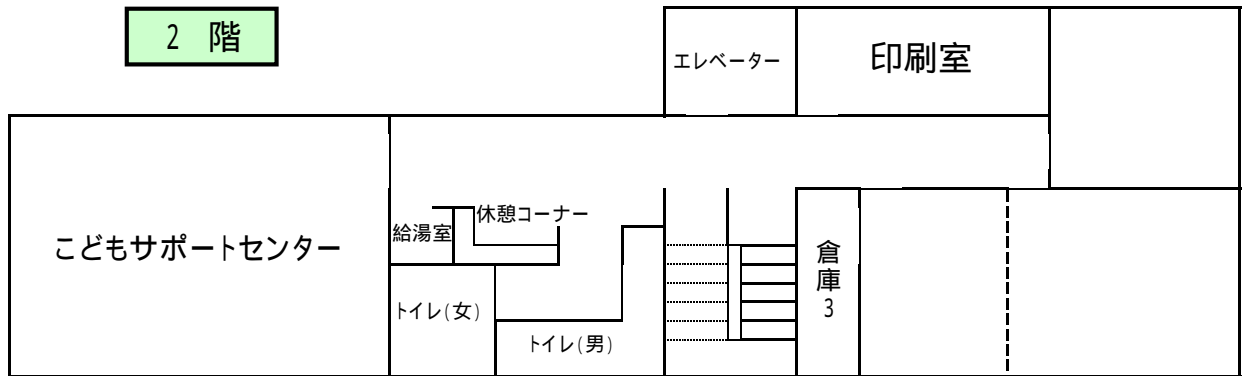 2 階
エレベーター
印刷室
休憩コーナー
給湯室
こどもサポートセンター
倉庫3
トイレ(女)
トイレ(男)